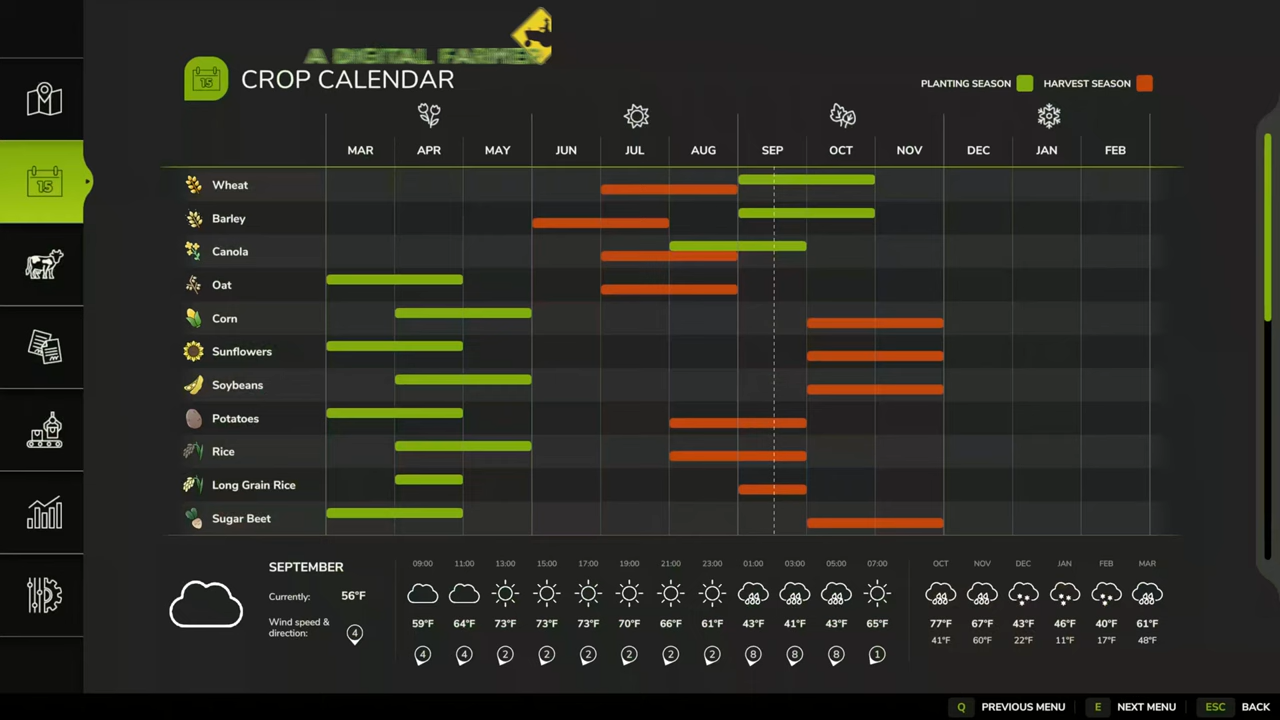 A DIGITAL FARMER
CROP CALENDAR
15
PLANTING SEASON HARVEST SEASON
MAR APR MAY JUN JUL AUG SEP OCT NOV DEC JAN FEB
15
Wheat
Barley
Canola
Oat
Corn
Sunflowers
Soybeans
Potatoes
Rice
Long Grain Rice
Sugar Beet
SEPTEMBER
Currently: 56°F
Wind speed & direction: 4
09:00 11:00 13:00 15:00 17:00 19:00 21:00 23:00 01:00 03:00 05:00 07:00
59°F 64°F 73°F 73°F 73°F 70°F 66°F 61°F 43°F 41°F 43°F 65°F
4 4 2 2 2 2 2 2 8 8 8 1
OCT NOV DEC JAN FEB MAR
77°F 67°F 43°F 46°F 40°F 61°F
41°F 60°F 22°F 11°F 17°F 48°F
Q PREVIOUS MENU E NEXT MENU ESC BACK